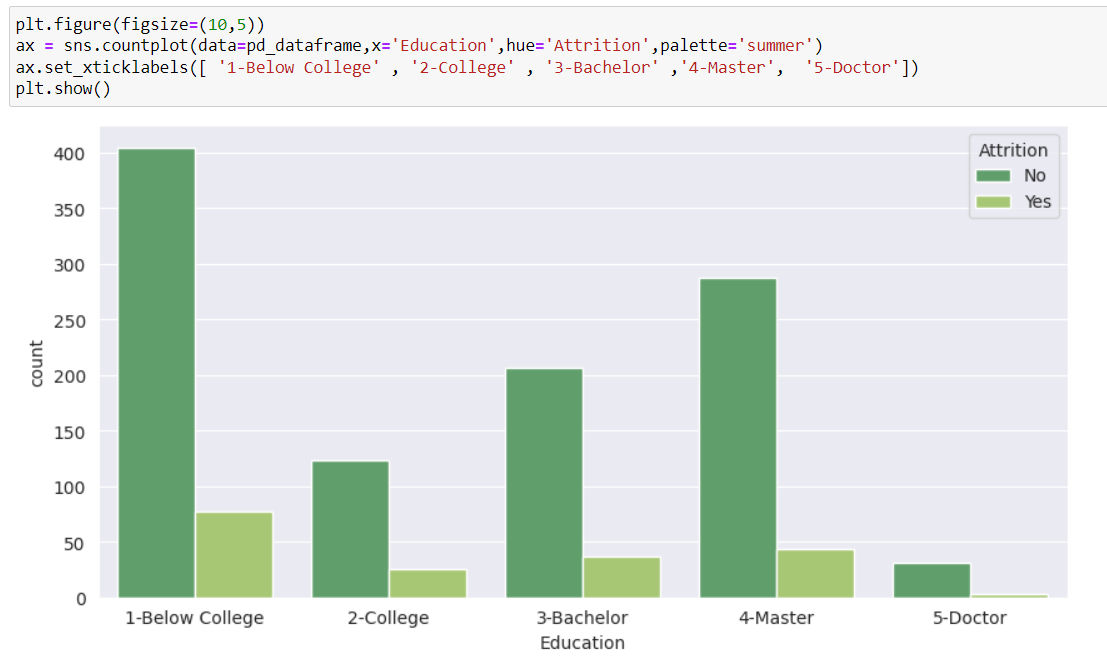 plt.figure(figsize=(10,5))
ax = sns.countplot(data=pd_dataframe,x='Education',hue='Attrition',palette='summer')
ax.set_xticklabels([ '1-Below College' , '2-College' , '3-Bachelor' ,'4-Master',  '5-Doctor'])
plt.show()
Attrition
No
Yes
400
350
300
250
200
150
100
50
0
count
1-Below College 2-College 3-Bachelor 4-Master 5-Doctor
Education